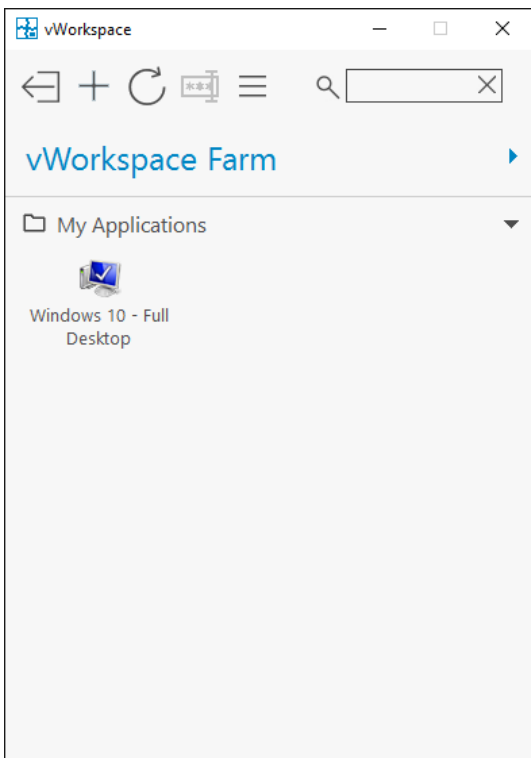 vWorkspace
vWorkspace Farm
My Applications
Windows 10 - Full
Desktop